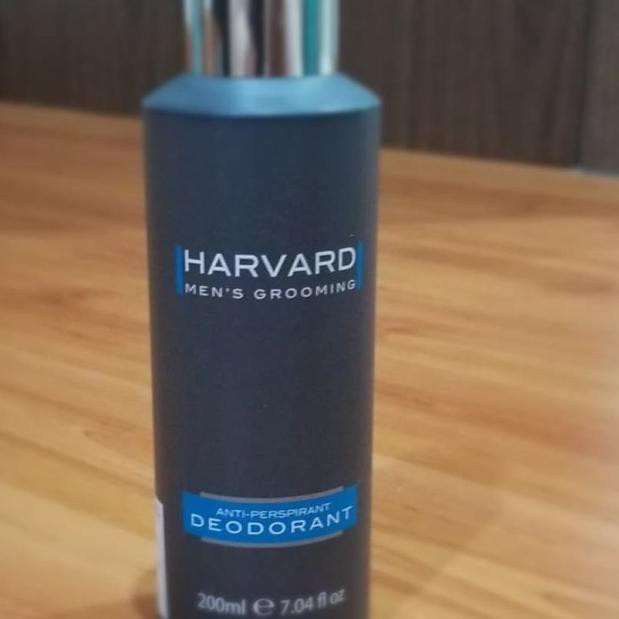 HARVARD
MEN'S GROOMING
ANTI-PERSPIRANT
DEODORANT
200ml ℮ 7.04 fl oz